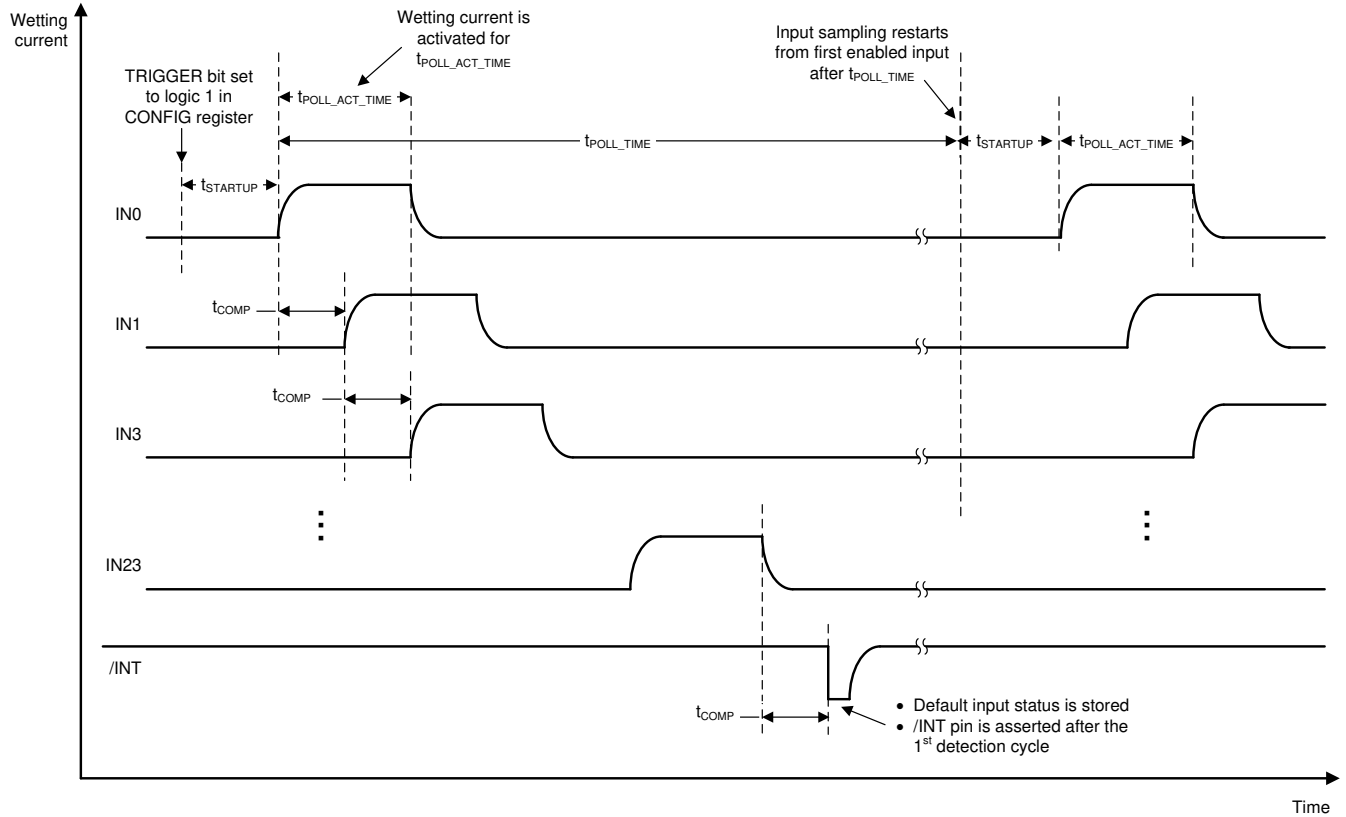 Wetting
current
Wetting current is
activated for
tPOLL_ACT_TIME
Input sampling restarts
from first enabled input
after tPOLL_TIME
TRIGGER bit set
to logic 1 in
CONFIG register
tPOLL_ACT_TIME
tPOLL_TIME
tSTARTUP
tPOLL_ACT_TIME
tSTARTUP
IN0
tCOMP
IN1
tCOMP
IN3
IN23
/INT
tCOMP
• Default input status is stored
• /INT pin is asserted after the
1st detection cycle
Time